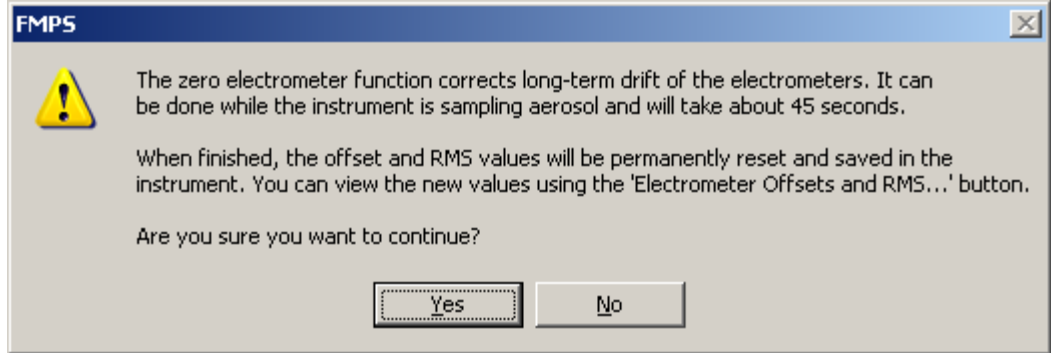 FMPS
The zero electrometer function corrects long-term drift of the electrometers. It can
be done while the instrument is sampling aerosol and will take about 45 seconds.
When finished, the offset and RMS values will be permanently reset and saved in the
instrument. You can view the new values using the 'Electrometer Offsets and RMS...' button.
Are you sure you want to continue?
Yes
No